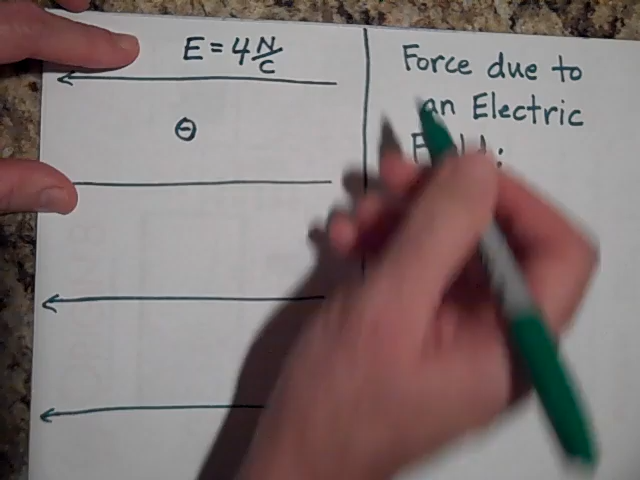 E = 4 N/C
⊖
Force due to
an Electric